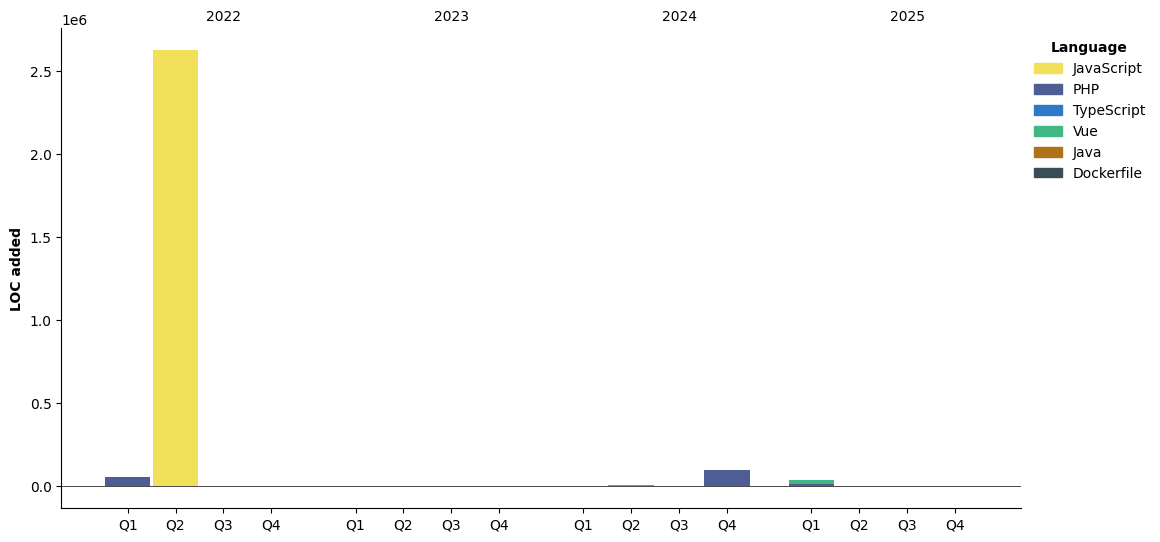 2022 2023 2024 2025
1e6
Language
JavaScript
PHP
TypeScript
Vue
Java
Dockerfile
LOC added
2.5
2.0
1.5
1.0
0.5
0.0
Q1 Q2 Q3 Q4 Q1 Q2 Q3 Q4 Q1 Q2 Q3 Q4 Q1 Q2 Q3 Q4